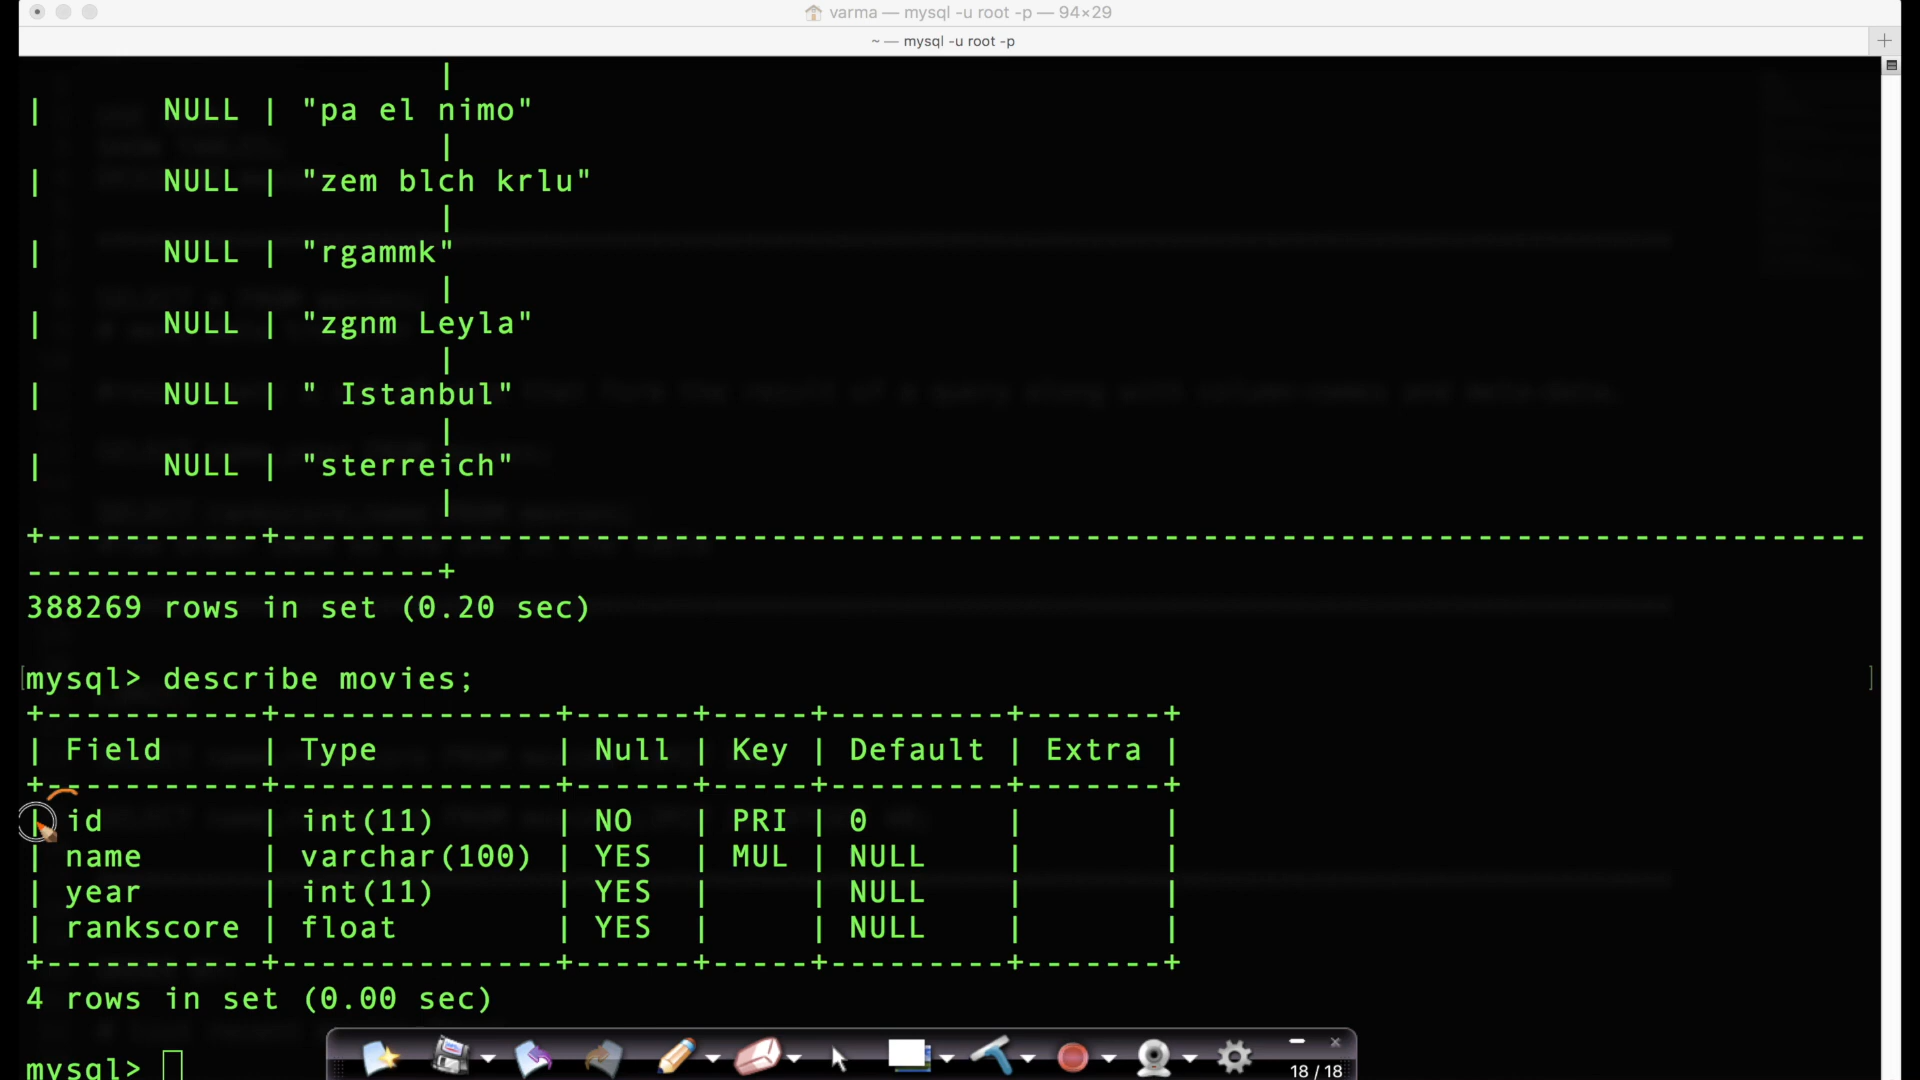 varma — mysql -u root -p — 94×29
~ — mysql -u root -p
|
| NULL | "pa el nimo"
|
| NULL | "zem blch krlu"
|
| NULL | "rgammk"
|
| NULL | "zgnm Leyla"
|
| NULL | " Istanbul"
|
| NULL | "sterreich"
|
+-----------+---------------------------------------------------------------------------------
---------------------+
388269 rows in set (0.20 sec)
[mysql> describe movies; ]
+-----------+--------------+------+-----+---------+-------+
| Field | Type | Null | Key | Default | Extra |
+-----------+--------------+------+-----+---------+-------+
| id | int(11) | NO | PRI | 0 | |
| name | varchar(100) | YES | MUL | NULL | |
| year | int(11) | YES | | NULL | |
| rankscore | float | YES | | NULL | |
+-----------+--------------+------+-----+---------+-------+
4 rows in set (0.00 sec)
mysql>
18 / 18